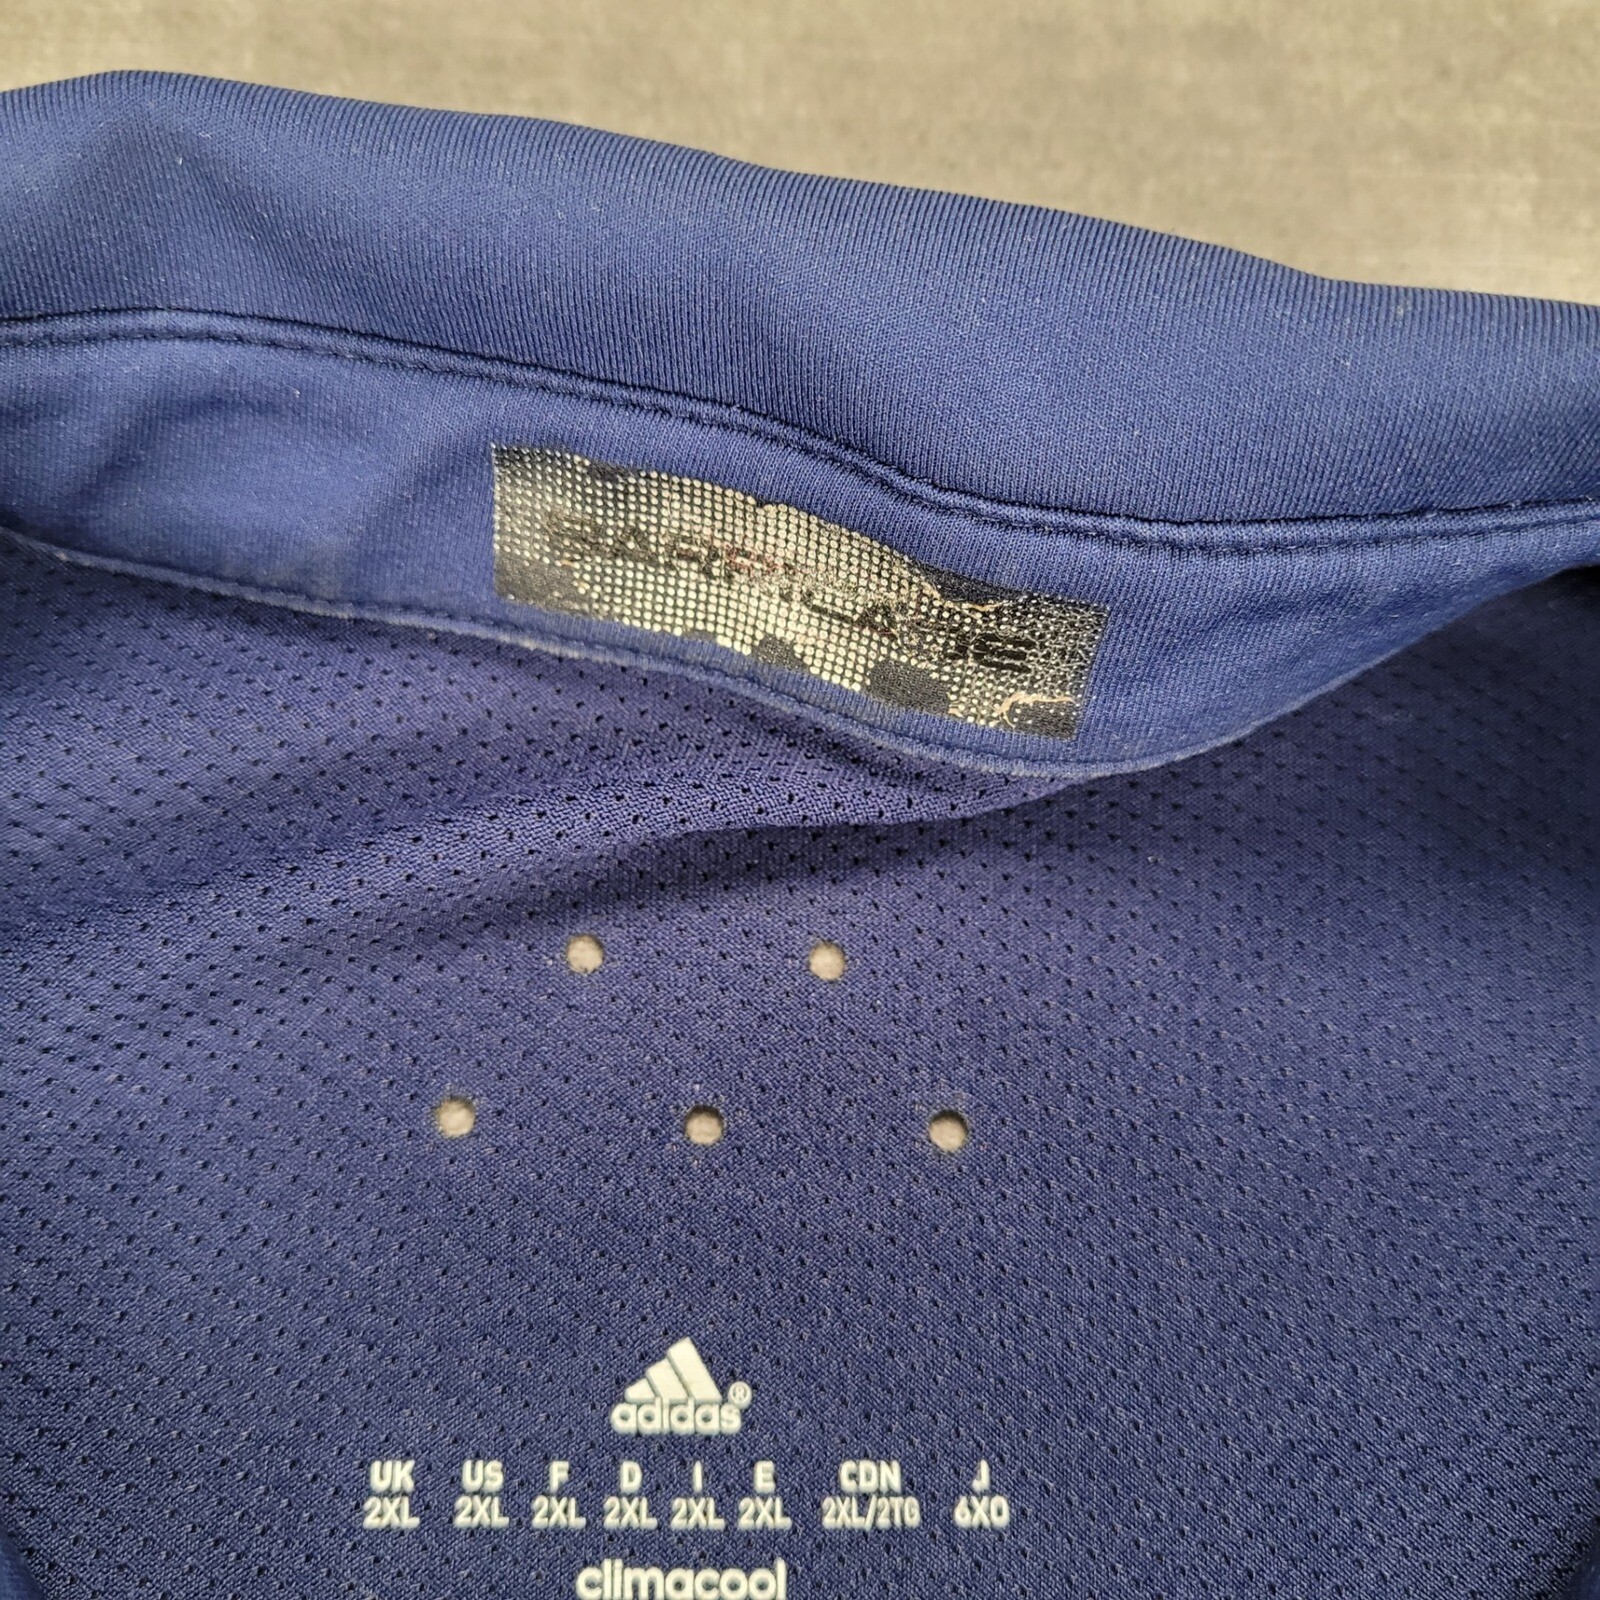 adidas®
UK US F D I E CDN J
2XL 2XL 2XL 2XL 2XL 2XL 2XL/2TG 6XO
climacool